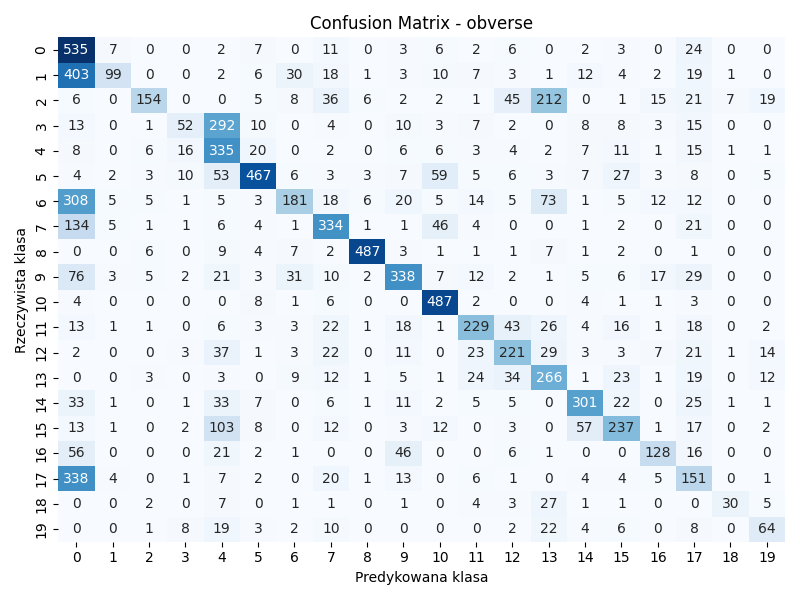 Confusion Matrix - obverse
Rzeczywista klasa
0 535 7 0 0 2 7 0 11 0 3 6 2 6 0 2 3 0 24 0 0
1 403 99 0 0 2 6 30 18 1 3 10 7 3 1 12 4 2 19 1 0
2 6 0 154 0 0 5 8 36 6 2 2 1 45 212 0 1 15 21 7 19
3 13 0 1 52 292 10 0 4 0 10 3 7 2 0 8 8 3 15 0 0
4 8 0 6 16 335 20 0 2 0 6 6 3 4 2 7 11 1 15 1 1
5 4 2 3 10 53 467 6 3 3 7 59 5 6 3 7 27 3 8 0 5
6 308 5 5 1 5 3 181 18 6 20 5 14 5 73 1 5 12 12 0 0
7 134 5 1 1 6 4 1 334 1 1 46 4 0 0 1 2 0 21 0 0
8 0 0 6 0 9 4 7 2 487 3 1 1 1 7 1 2 0 1 0 0
9 76 3 5 2 21 3 31 10 2 338 7 12 2 1 5 6 17 29 0 0
10 4 0 0 0 0 8 1 6 0 0 487 2 0 0 4 1 1 3 0 0
11 13 1 1 0 6 3 3 22 1 18 1 229 43 26 4 16 1 18 0 2
12 2 0 0 3 37 1 3 22 0 11 0 23 221 29 3 3 7 21 1 14
13 0 0 3 0 3 0 9 12 1 5 1 24 34 266 1 23 1 19 0 12
14 33 1 0 1 33 7 0 6 1 11 2 5 5 0 301 22 0 25 1 1
15 13 1 0 2 103 8 0 12 0 3 12 0 3 0 57 237 1 17 0 2
16 56 0 0 0 21 2 1 0 0 46 0 0 6 1 0 0 128 16 0 0
17 338 4 0 1 7 2 0 20 1 13 0 6 1 0 4 4 5 151 0 1
18 0 0 2 0 7 0 1 1 0 1 0 4 3 27 1 1 0 0 30 5
19 0 0 1 8 19 3 2 10 0 0 0 0 2 22 4 6 0 8 0 64
0 1 2 3 4 5 6 7 8 9 10 11 12 13 14 15 16 17 18 19
Predykowana klasa